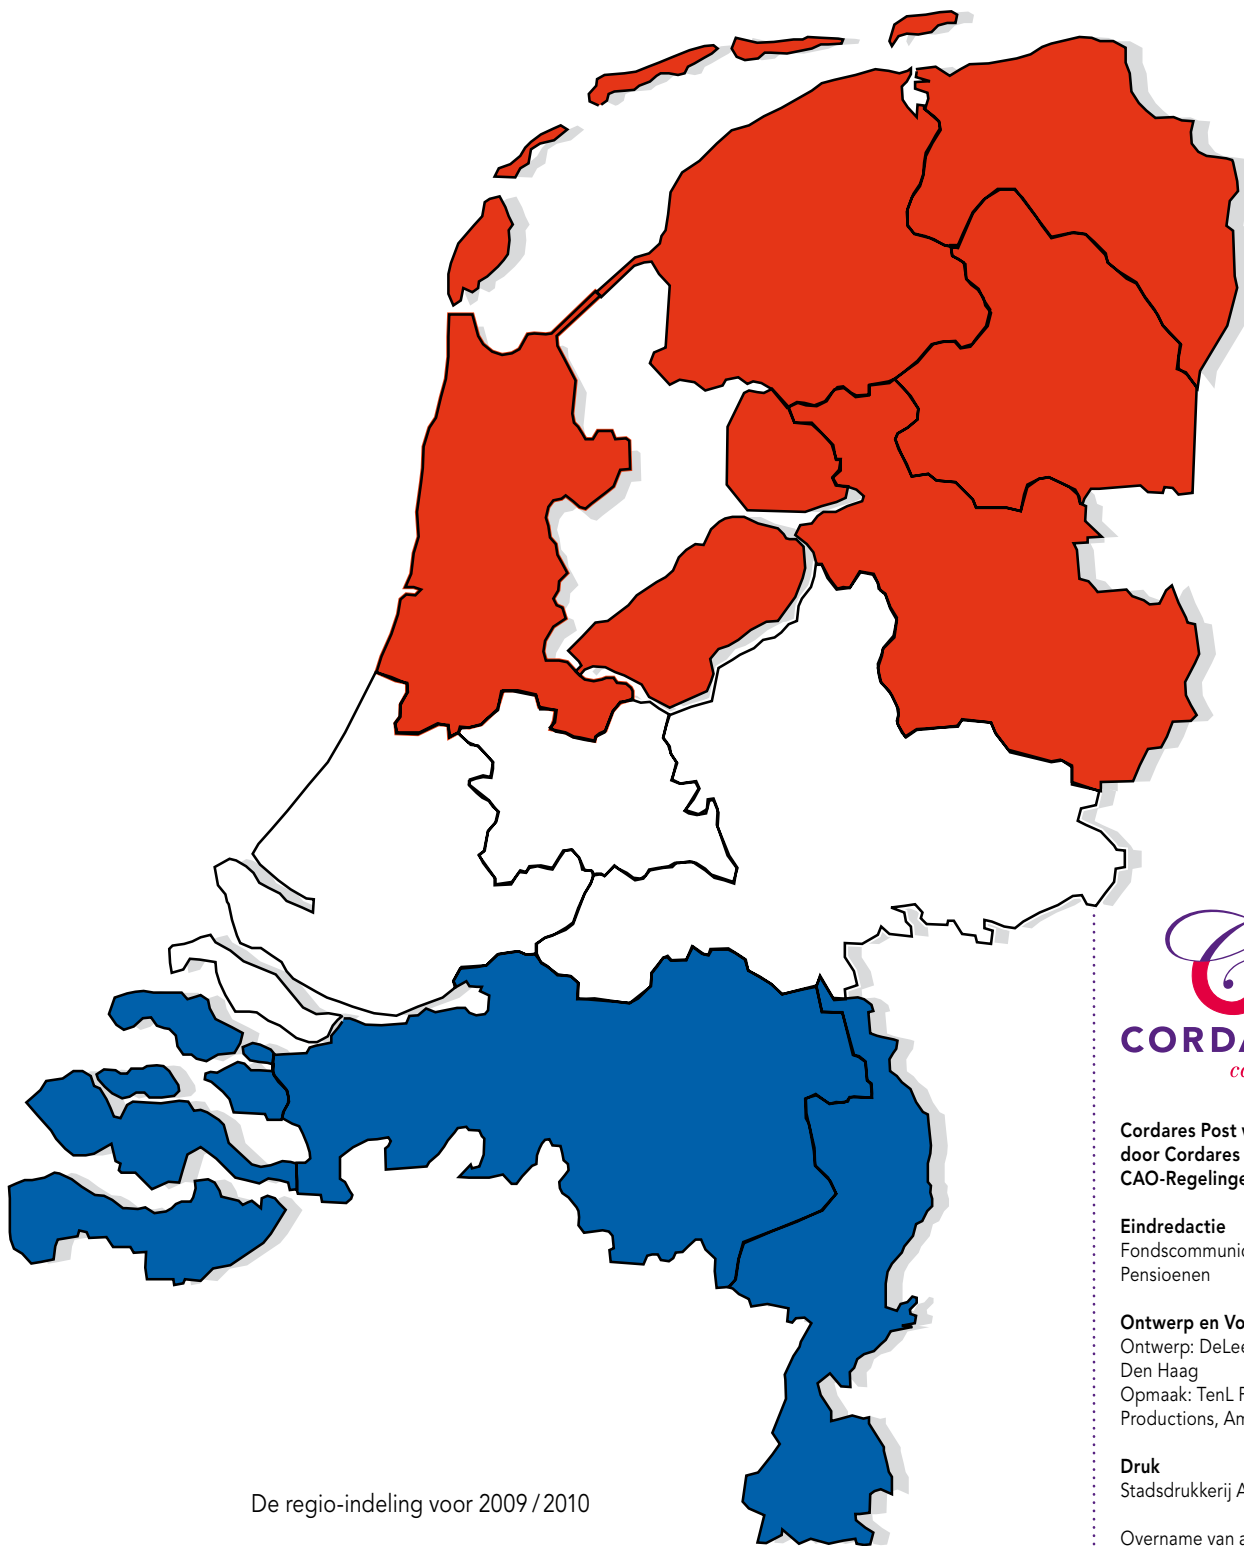 CORDA
Cordares Post
door Cordares
CAO-Regelinge
Eindredactie
Fondscommunic
Pensioenen
Ontwerp en Vo
Ontwerp: DeLee
Den Haag
Opmaak: TenL
Productions, Am
Druk
Stadsdrukkerij A
Overname van a
De regio-indeling voor 2009 / 2010